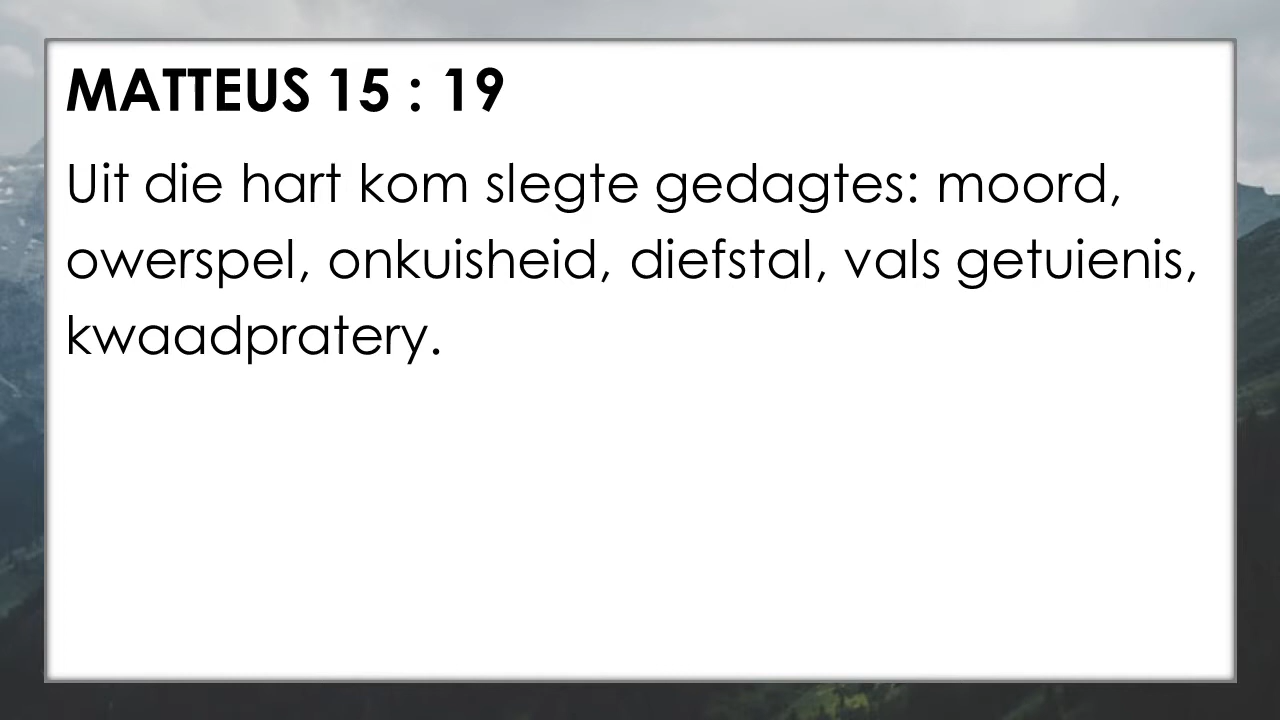 MATTEUS 15 : 19
Uit die hart kom slegte gedagtes: moord,
owerspel, onkuisheid, diefstal, vals getuienis,
kwaadpratery.